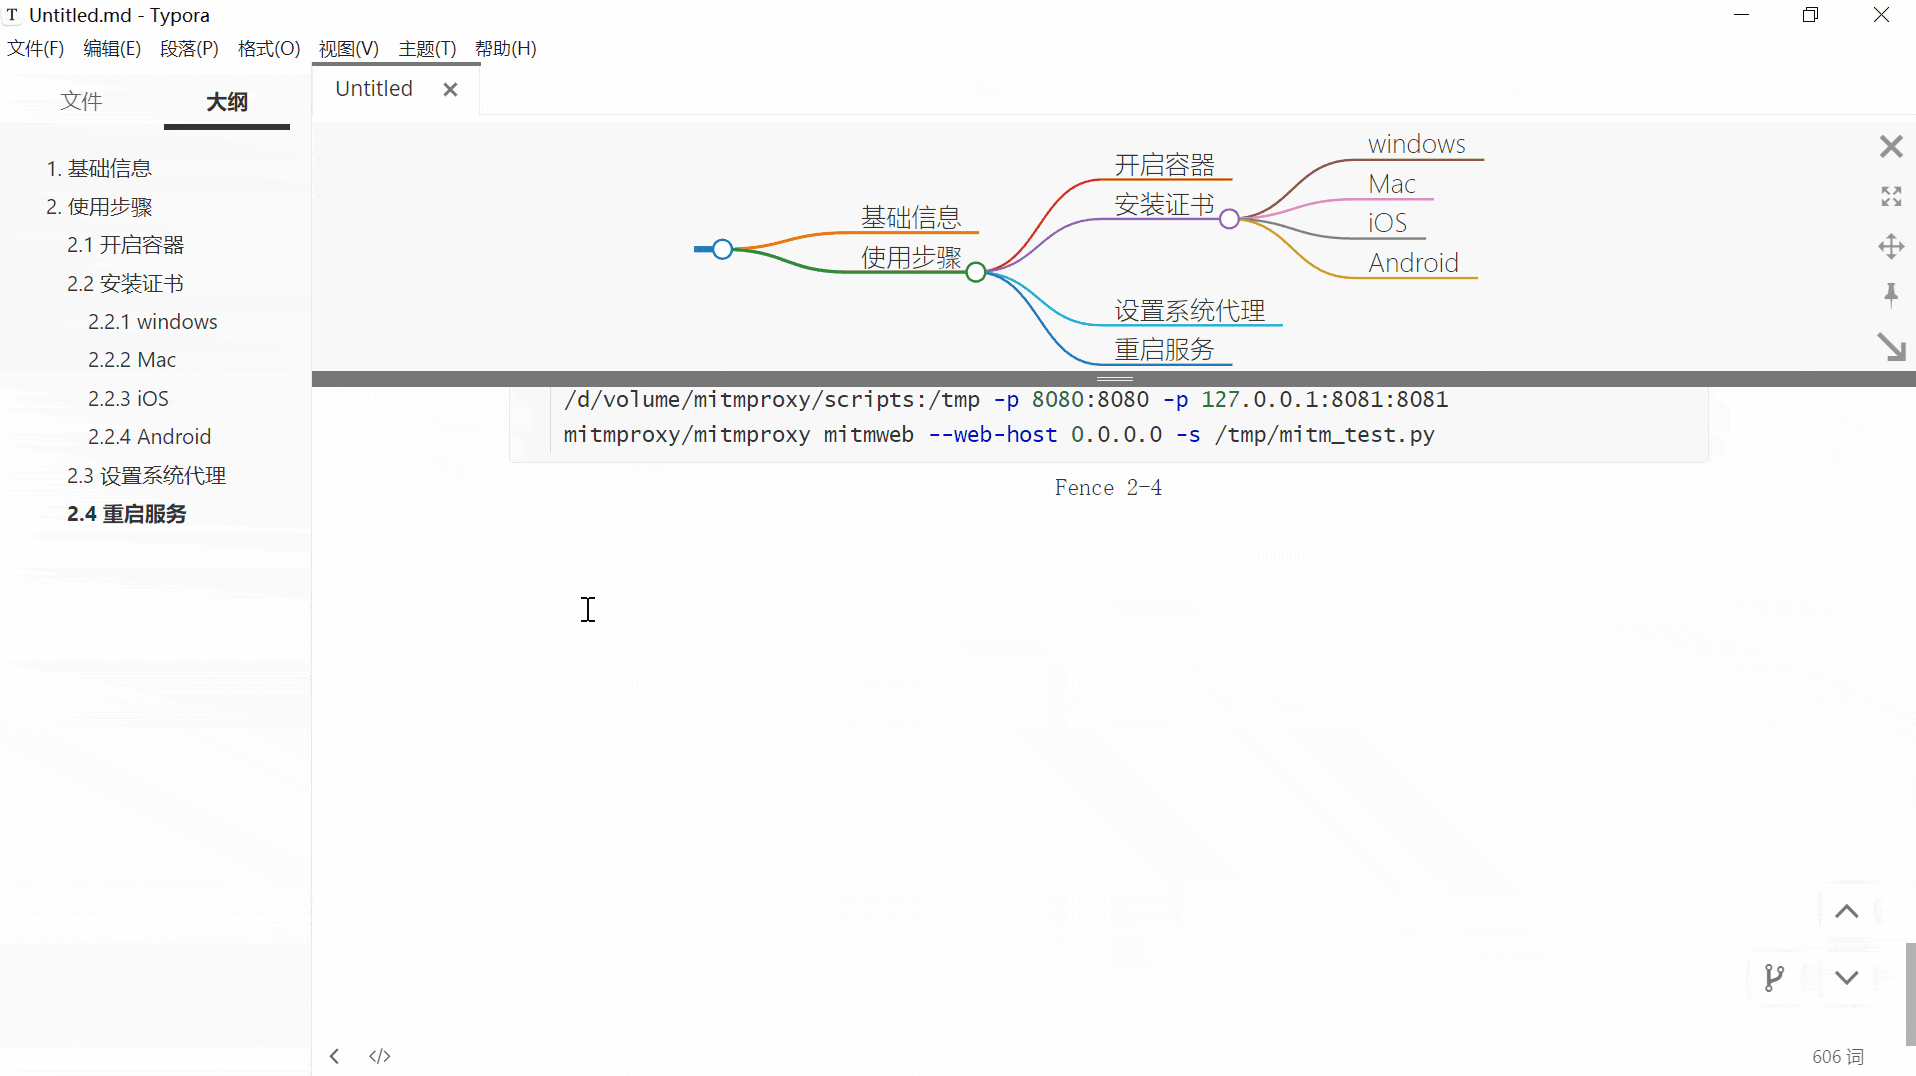 T Untitled.md - Typora
文件(F) 编辑(E) 段落(P) 格式(O) 视图(V) 主题(T) 帮助(H)
文件 大纲
Untitled
1. 基础信息
2. 使用步骤
2.1 开启容器
2.2 安装证书
2.2.1 windows
2.2.2 Mac
2.2.3 iOS
2.2.4 Android
2.3 设置系统代理
2.4 重启服务
基础信息
使用步骤
开启容器
安装证书
设置系统代理
重启服务
windows
Mac
iOS
Android
/d/volume/mitmproxy/scripts:/tmp -p 8080:8080 -p 127.0.0.1:8081:8081
mitmproxy/mitmproxy mitmweb --web-host 0.0.0.0 -s /tmp/mitm_test.py
Fence 2-4
606 词